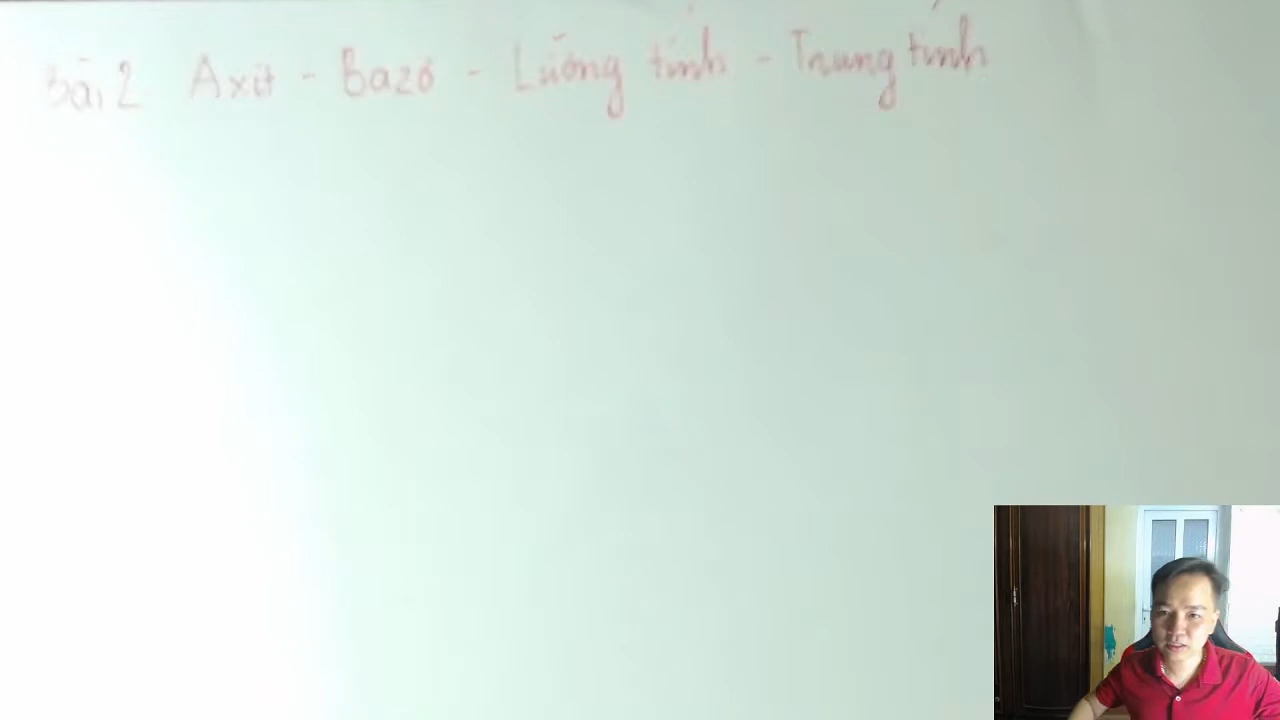 Bài 2 Axit - Bazơ - Lưỡng tính - Trung tính